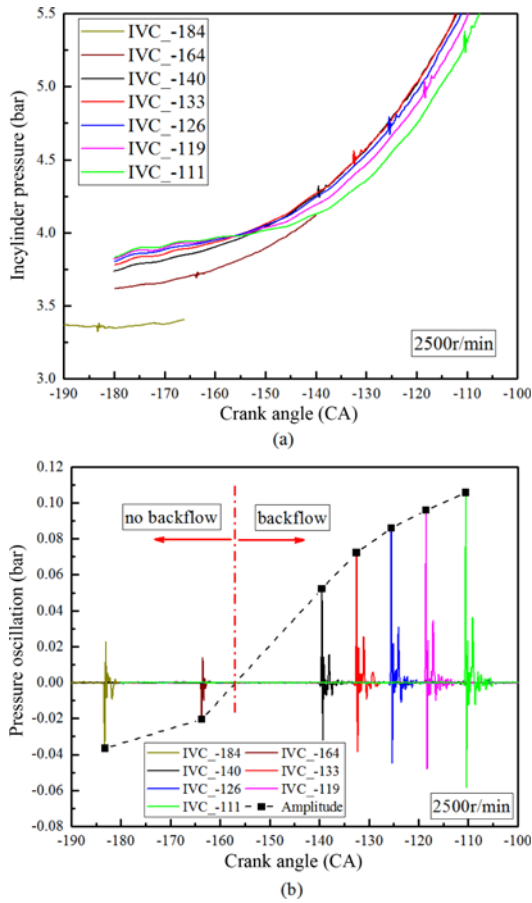 IVC_-184
IVC_-164
IVC_-140
IVC_-133
IVC_-126
IVC_-119
IVC_-111
5.5
5.0
4.5
4.0
3.5
3.0
Incylinder pressure (bar)
2500r/min
-190 -180 -170 -160 -150 -140 -130 -120 -110 -100
Crank angle (CA)
(a)
0.12
0.10
0.08
0.06
0.04
0.02
0.00
-0.02
-0.04
-0.06
-0.08
Pressure oscillation (bar)
no backflow backflow
IVC_-184 IVC_-164
IVC_-140 IVC_-133
IVC_-126 IVC_-119
IVC_-111 Amplitude
2500r/min
-190 -180 -170 -160 -150 -140 -130 -120 -110 -100
Crank angle (CA)
(b)